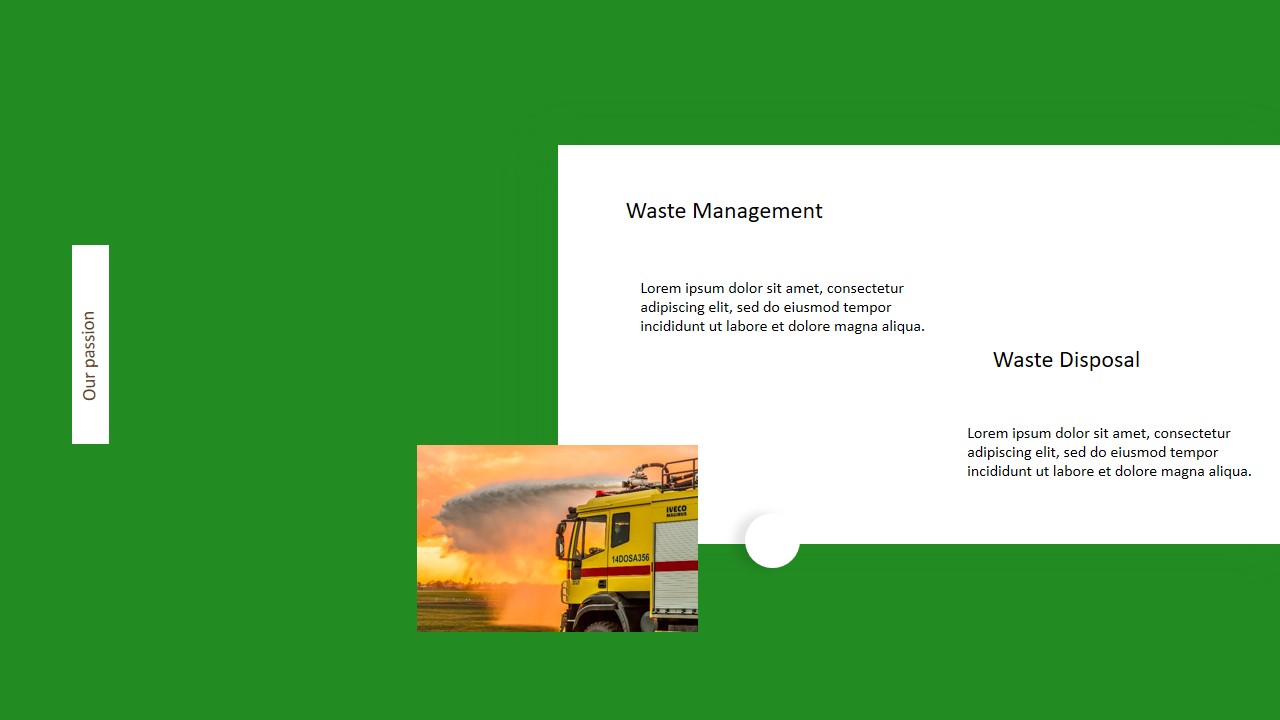 Our passion
Waste Management
Lorem ipsum dolor sit amet, consectetur
adipiscing elit, sed do eiusmod tempor
incididunt ut labore et dolore magna aliqua.
Waste Disposal
Lorem ipsum dolor sit amet, consectetur
adipiscing elit, sed do eiusmod tempor
incididunt ut labore et dolore magna aliqua.
IVECO
MAGIRUS
14DOSA356